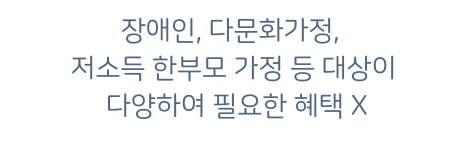 장애인, 다문화가정,
저소득 한부모 가정 등 대상이
다양하여 필요한 혜택 X